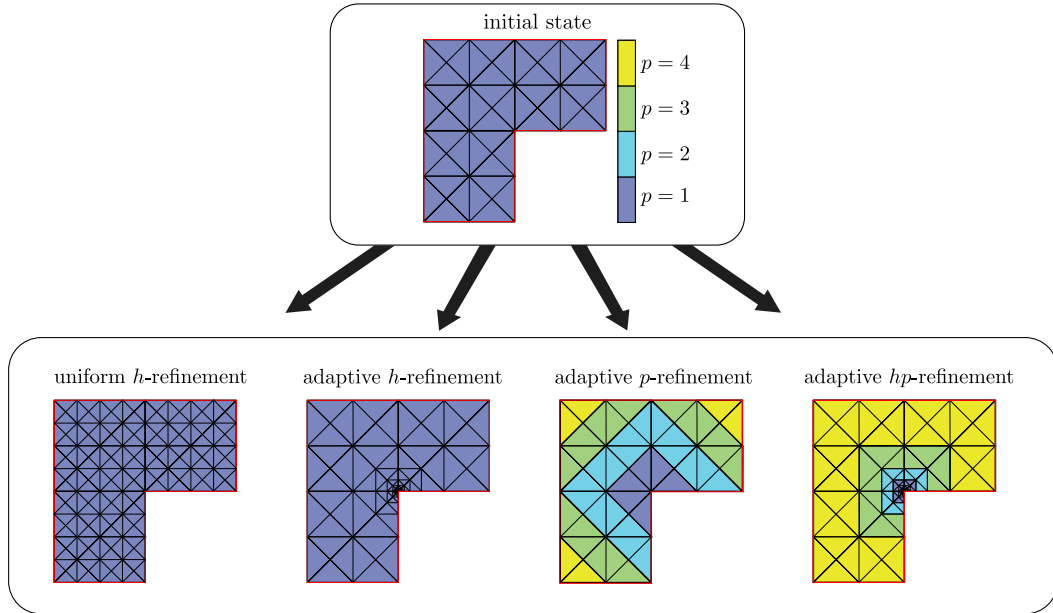 initial state
p = 4
p = 3
p = 2
p = 1
uniform h-refinement
adaptive h-refinement
adaptive p-refinement
adaptive hp-refinement